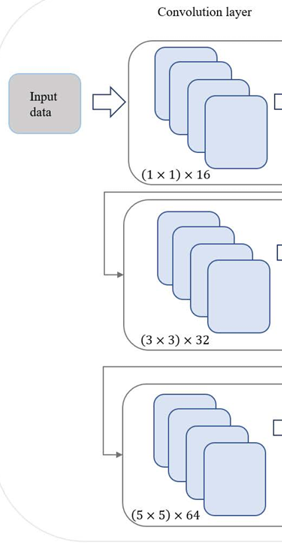 Convolution layer
Input
data
(1 × 1) × 16
(3 × 3) × 32
(5 × 5) × 64